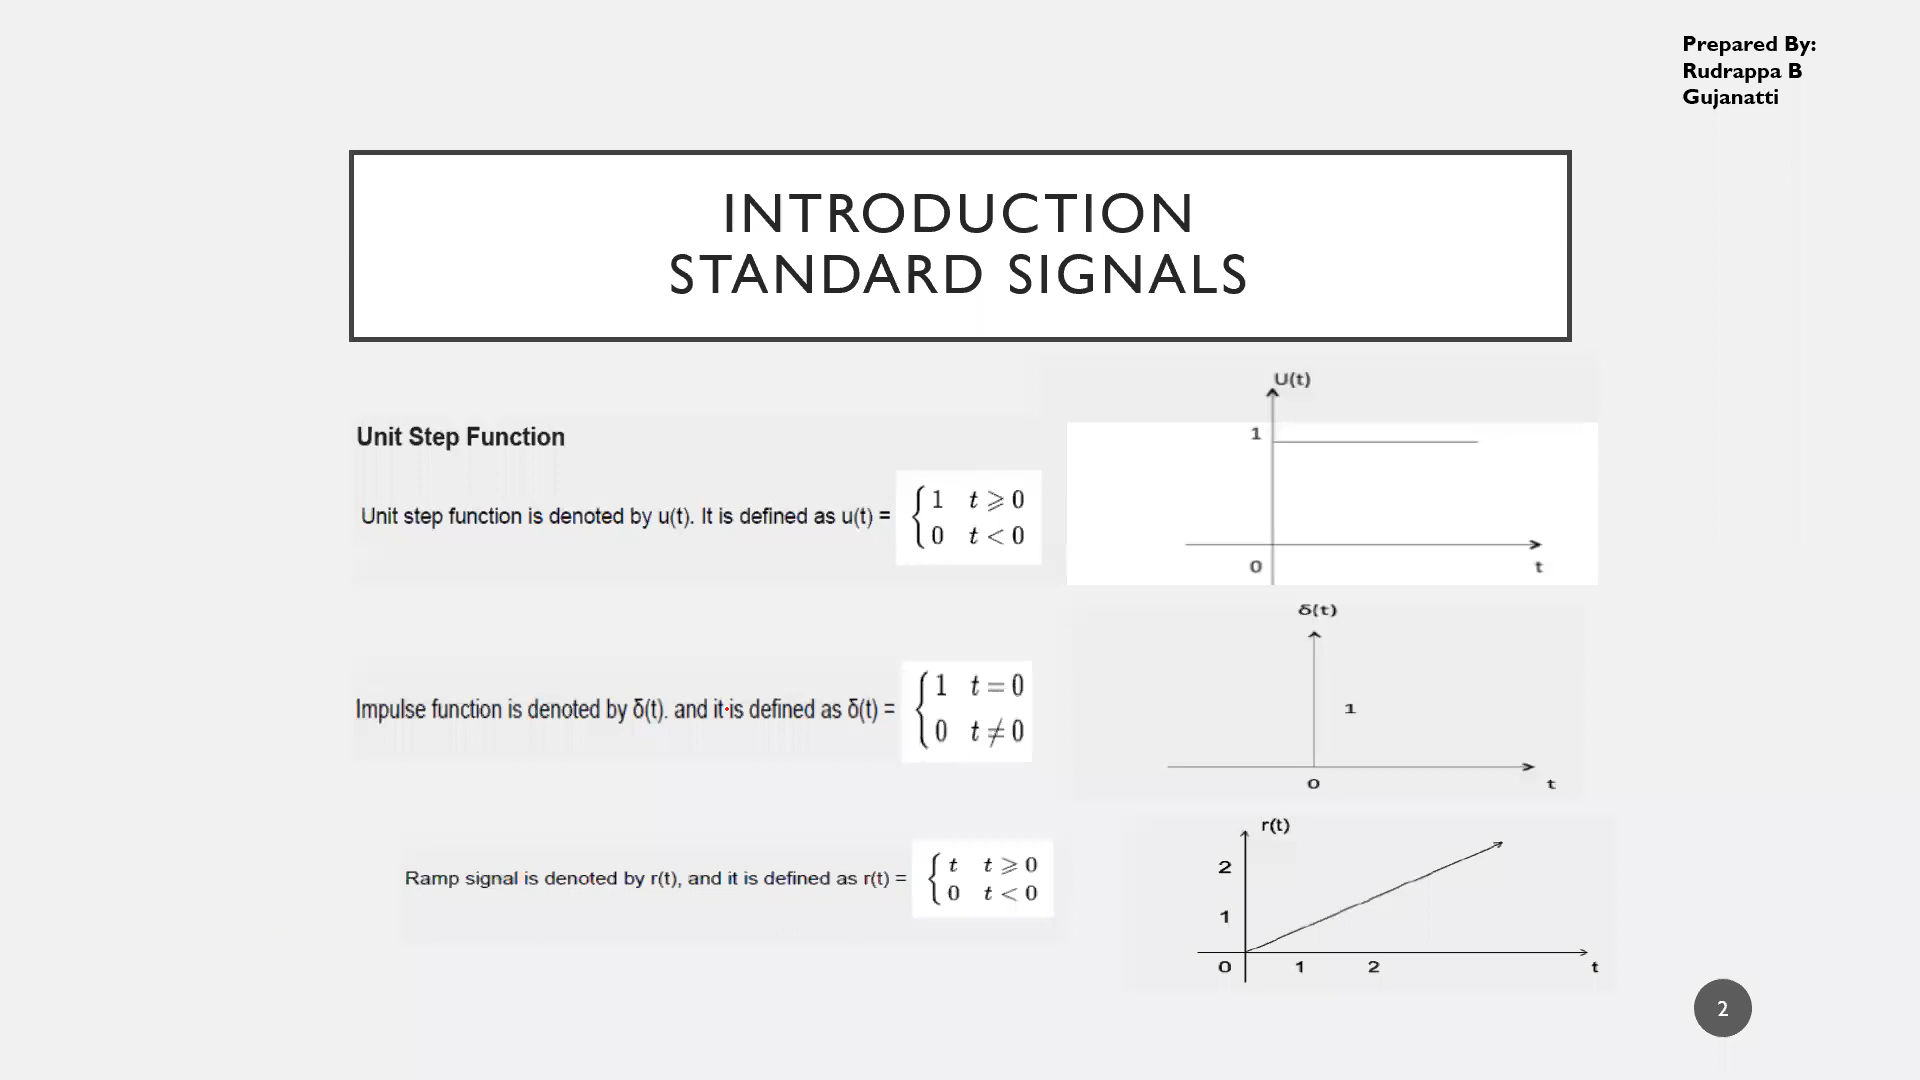 Prepared By:
Rudrappa B
Gujanatti
INTRODUCTION
STANDARD SIGNALS
Unit Step Function
Unit step function is denoted by u(t). It is defined as u(t) = { 1 t ⩾ 0
0 t < 0
U(t)
1
0
t
Impulse function is denoted by δ(t). and it is defined as δ(t) = { 1 t = 0
0 t ≠ 0
δ(t)
1
0
t
Ramp signal is denoted by r(t), and it is defined as r(t) = { t t ⩾ 0
0 t < 0
r(t)
2
1
0 1 2 t
2